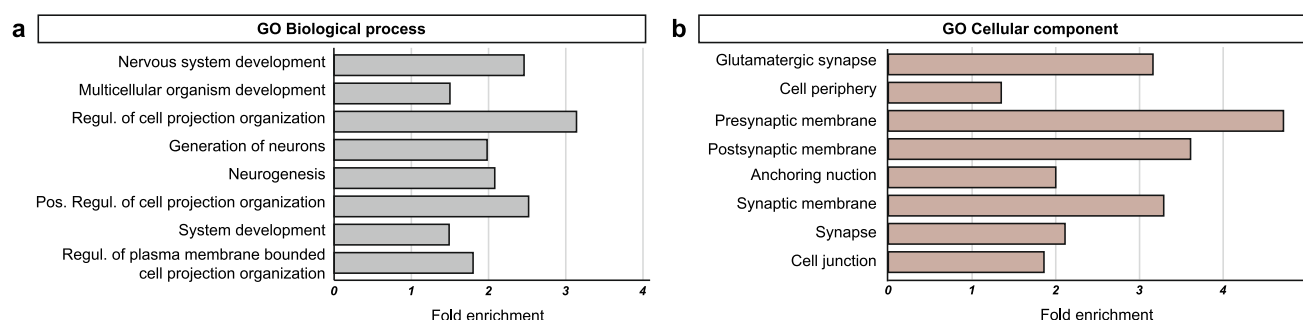 a
GO Biological process
Nervous system development
Multicellular organism development
Regul. of cell projection organization
Generation of neurons
Neurogenesis
Pos. Regul. of cell projection organization
System development
Regul. of plasma membrane bounded
cell projection organization
0 1 2 3 4
Fold enrichment
b
GO Cellular component
Glutamatergic synapse
Cell periphery
Presynaptic membrane
Postsynaptic membrane
Anchoring nuction
Synaptic membrane
Synapse
Cell junction
0 1 2 3 4
Fold enrichment